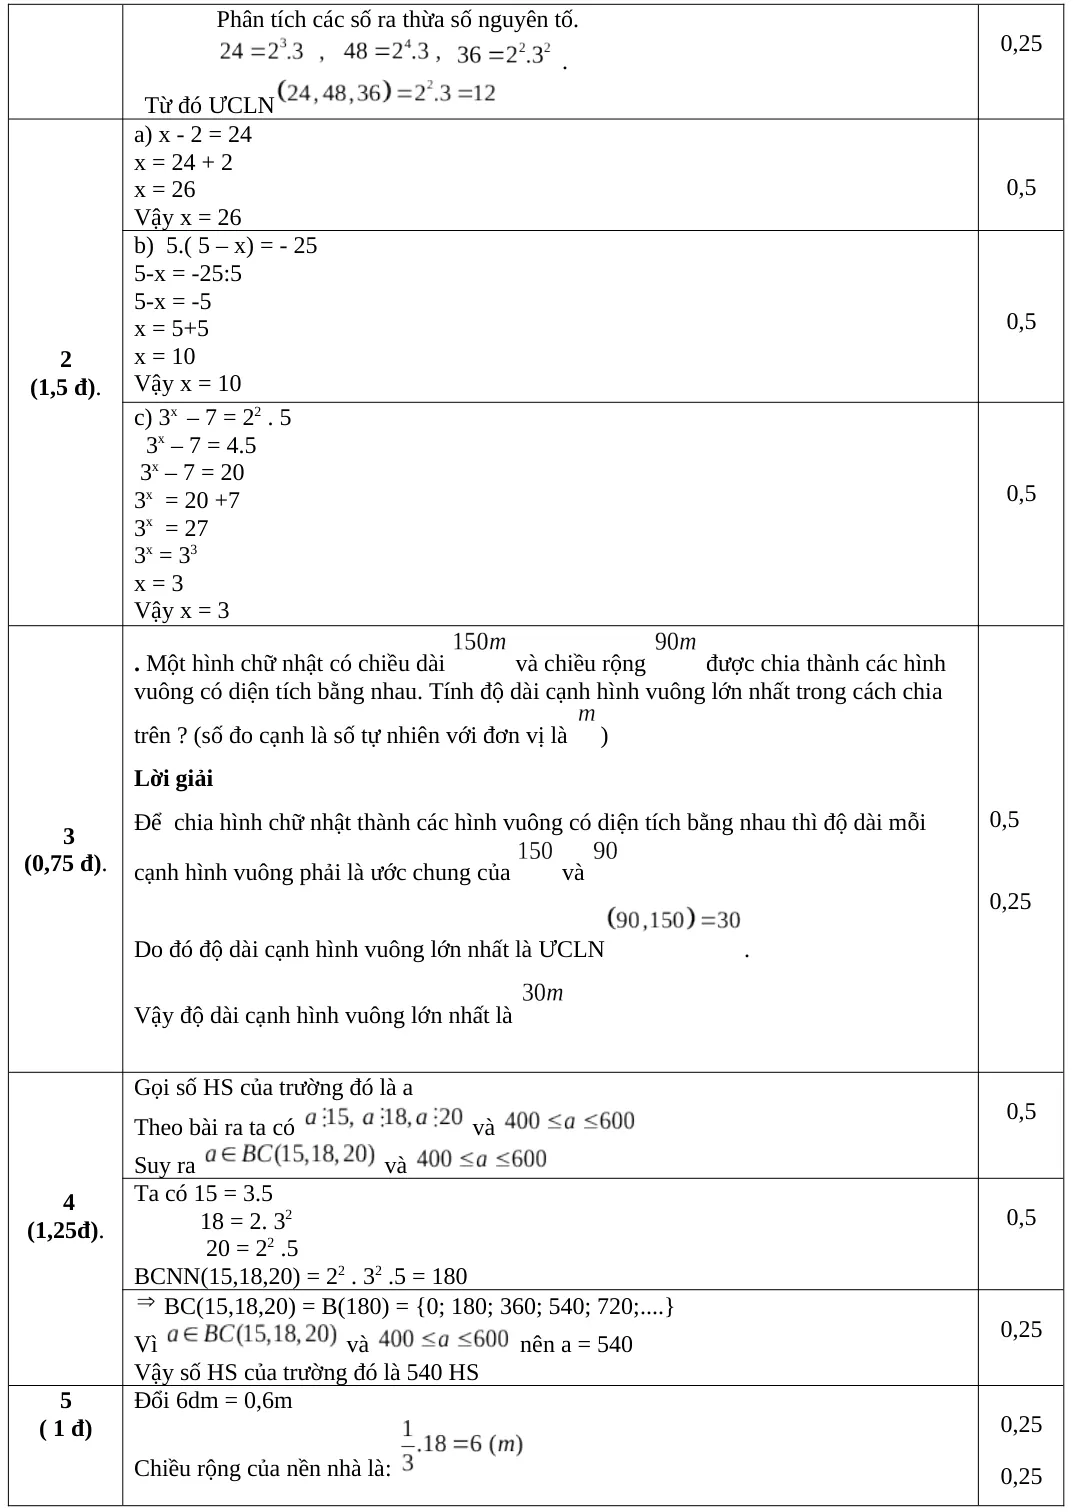 Phân tích các số ra thừa số nguyên tố.
24 = 2³.3 , 48 = 2⁴.3 , 36 = 2².3² .
Từ đó ƯCLN(24, 48, 36) = 2².3 = 12
0,25
2
(1,5 đ).
a) x - 2 = 24
x = 24 + 2
x = 26
Vậy x = 26
0,5
b) 5.( 5 – x) = - 25
5-x = -25:5
5-x = -5
x = 5+5
x = 10
Vậy x = 10
0,5
c) 3ˣ – 7 = 2² . 5
3ˣ – 7 = 4.5
3ˣ – 7 = 20
3ˣ = 20 +7
3ˣ = 27
3ˣ = 3³
x = 3
Vậy x = 3
0,5
3
(0,75 đ).
. Một hình chữ nhật có chiều dài 150m và chiều rộng 90m được chia thành các hình
vuông có diện tích bằng nhau. Tính độ dài cạnh hình vuông lớn nhất trong cách chia
trên ? (số đo cạnh là số tự nhiên với đơn vị là m )
Lời giải
Để chia hình chữ nhật thành các hình vuông có diện tích bằng nhau thì độ dài mỗi
cạnh hình vuông phải là ước chung của 150 và 90
Do đó độ dài cạnh hình vuông lớn nhất là ƯCLN (90,150) = 30 .
Vậy độ dài cạnh hình vuông lớn nhất là 30m
0,5
0,25
4
(1,25đ).
Gọi số HS của trường đó là a
Theo bài ra ta có a⋮15, a⋮18, a⋮20 và 400 ≤ a ≤ 600
Suy ra a ∈ BC(15,18,20) và 400 ≤ a ≤ 600
0,5
Ta có 15 = 3.5
18 = 2. 3²
20 = 2² .5
BCNN(15,18,20) = 2² . 3² .5 = 180
0,5
⇒ BC(15,18,20) = B(180) = {0; 180; 360; 540; 720;....}
Vì a ∈ BC(15,18,20) và 400 ≤ a ≤ 600 nên a = 540
Vậy số HS của trường đó là 540 HS
0,25
5
( 1 đ)
Đổi 6dm = 0,6m
Chiều rộng của nền nhà là: 1/3 .18 = 6 (m)
0,25
0,25